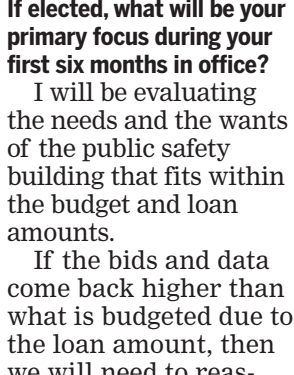 If elected, what will be your
primary focus during your
first six months in office?
I will be evaluating
the needs and the wants
of the public safety
building that fits within
the budget and loan
amounts.
If the bids and data
come back higher than
what is budgeted due to
the loan amount, then
we will need to reas-